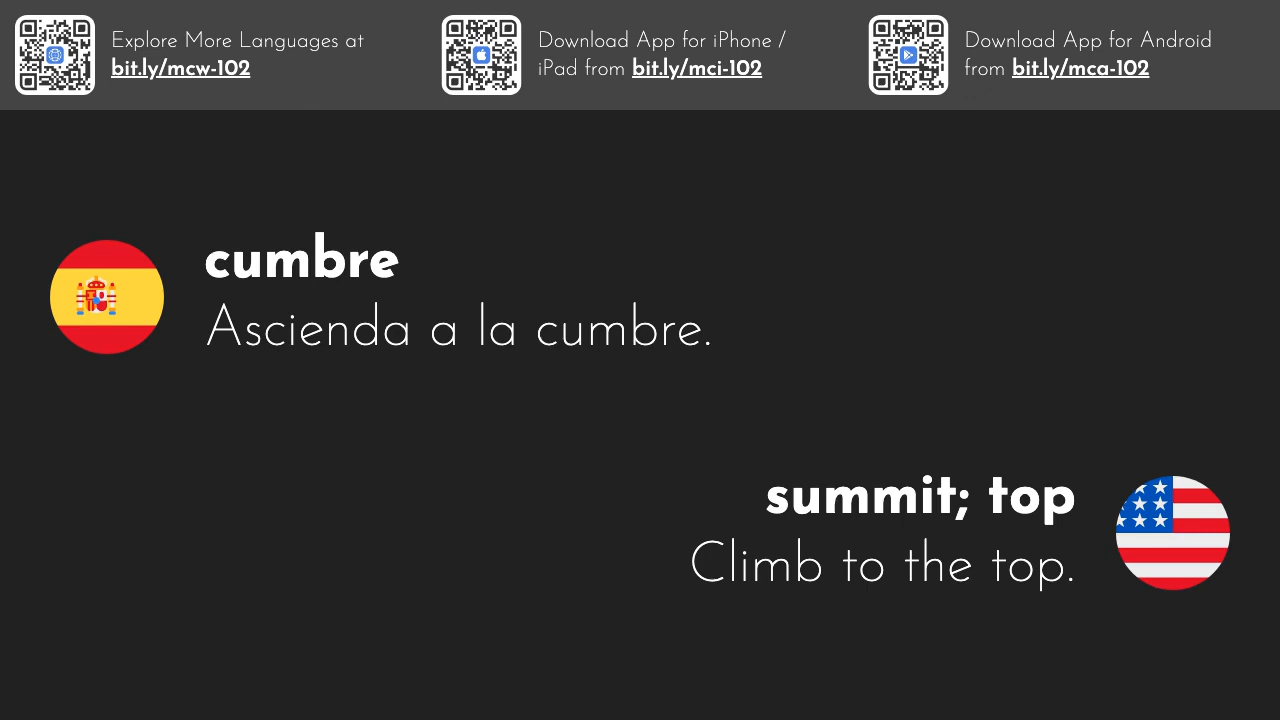 Explore More Languages at
bit.ly/mcw-102
Download App for iPhone /
iPad from bit.ly/mci-102
Download App for Android
from bit.ly/mca-102
cumbre
Ascienda a la cumbre.
summit; top
Climb to the top.